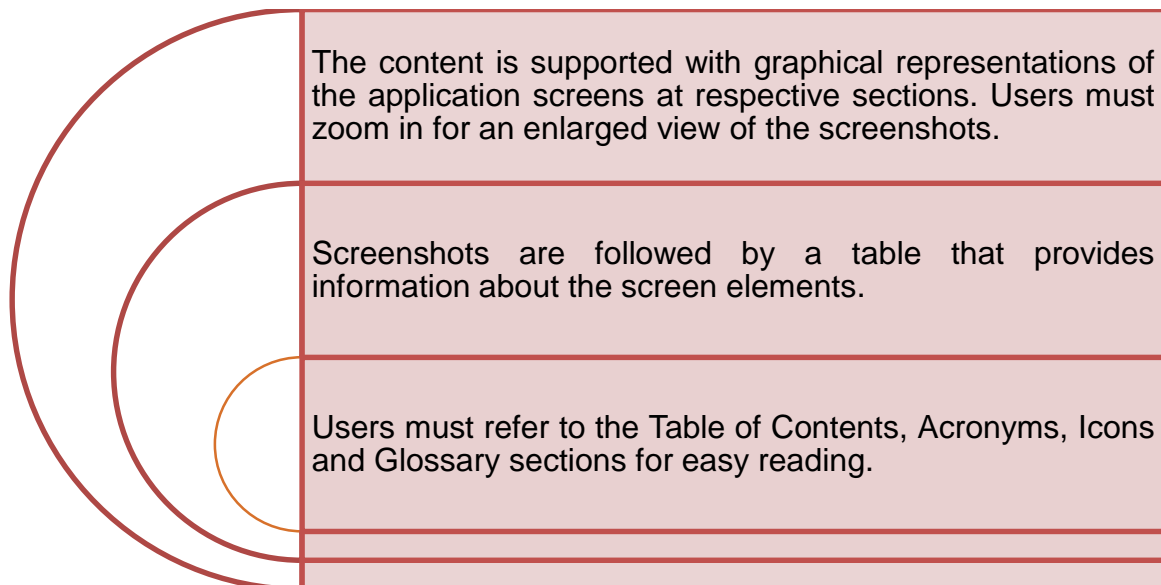 The content is supported with graphical representations of
the application screens at respective sections. Users must
zoom in for an enlarged view of the screenshots.
Screenshots are followed by a table that provides
information about the screen elements.
Users must refer to the Table of Contents, Acronyms, Icons
and Glossary sections for easy reading.